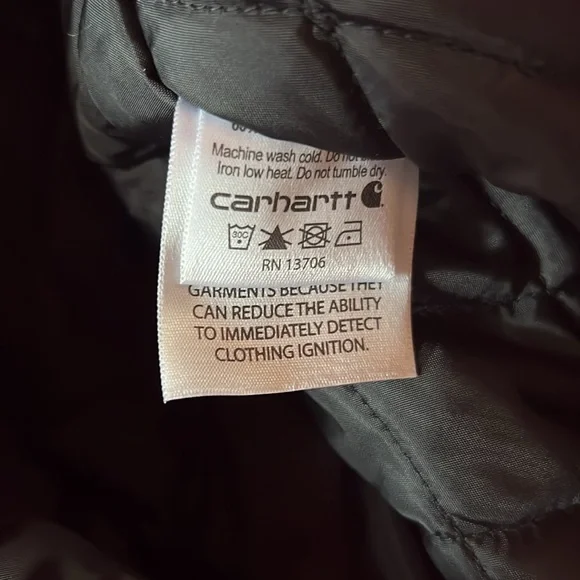 Machine wash cold. Do not
Iron low heat. Do not tumble dry.
carhartt
30C
RN 13706
GARMENTS BECAUSE THEY
CAN REDUCE THE ABILITY
TO IMMEDIATELY DETECT
CLOTHING IGNITION.